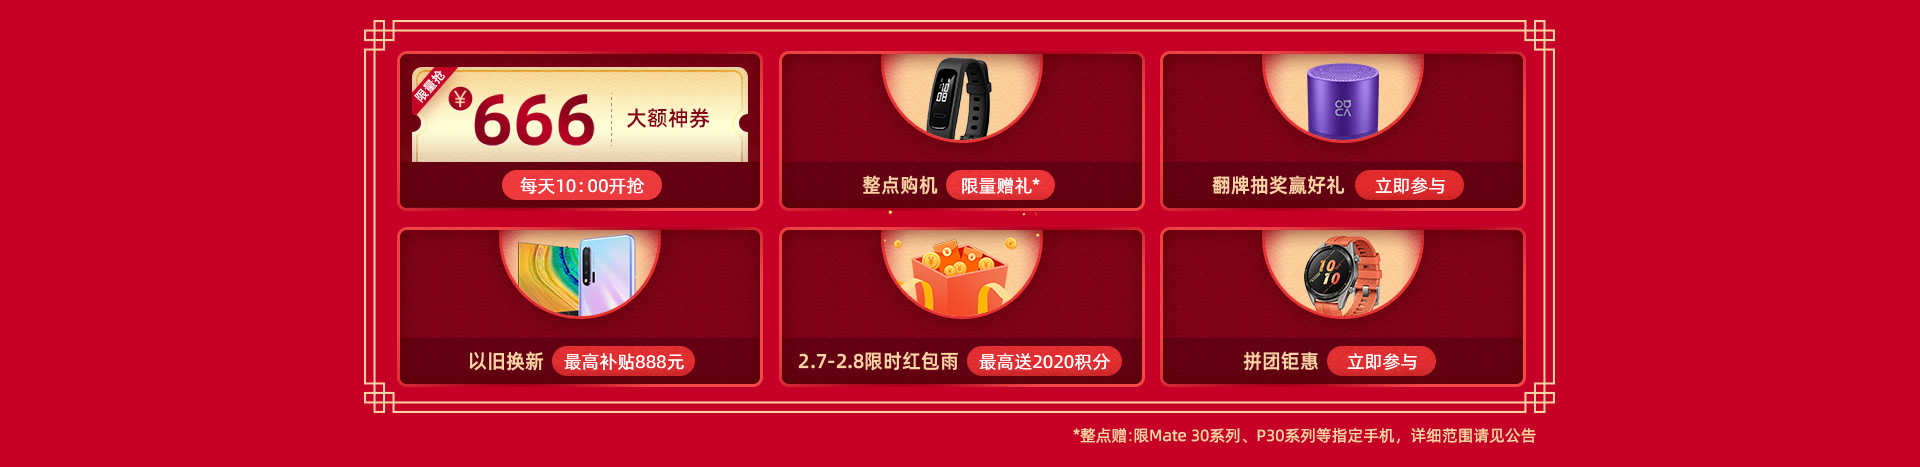 限量抢
¥666
大额神券
每天10:00开抢
整点购机 限量赠礼*
翻牌抽奖赢好礼 立即参与
以旧换新 最高补贴888元
2.7-2.8限时红包雨 最高送2020积分
10
10
拼团钜惠 立即参与
*整点赠:限Mate 30系列、P30系列等指定手机，详细范围请见公告